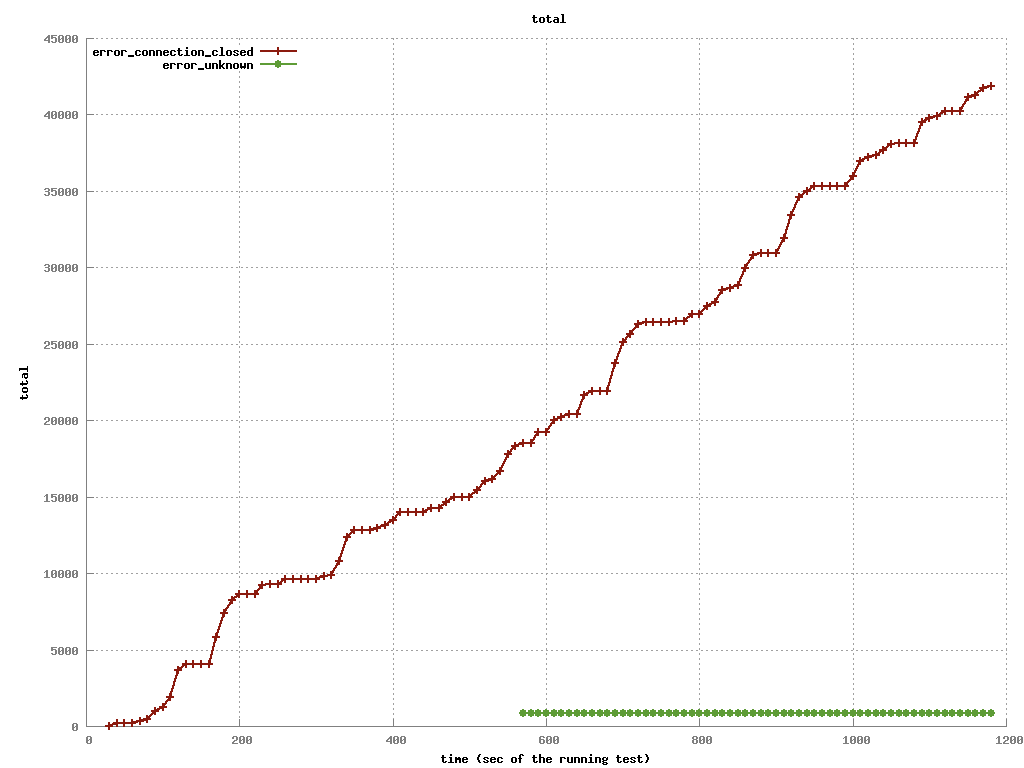 total
45000
error_connection_closed
error_unknown
40000
35000
30000
25000
total
20000
15000
10000
5000
0
0 200 400 600 800 1000 1200
time (sec of the running test)